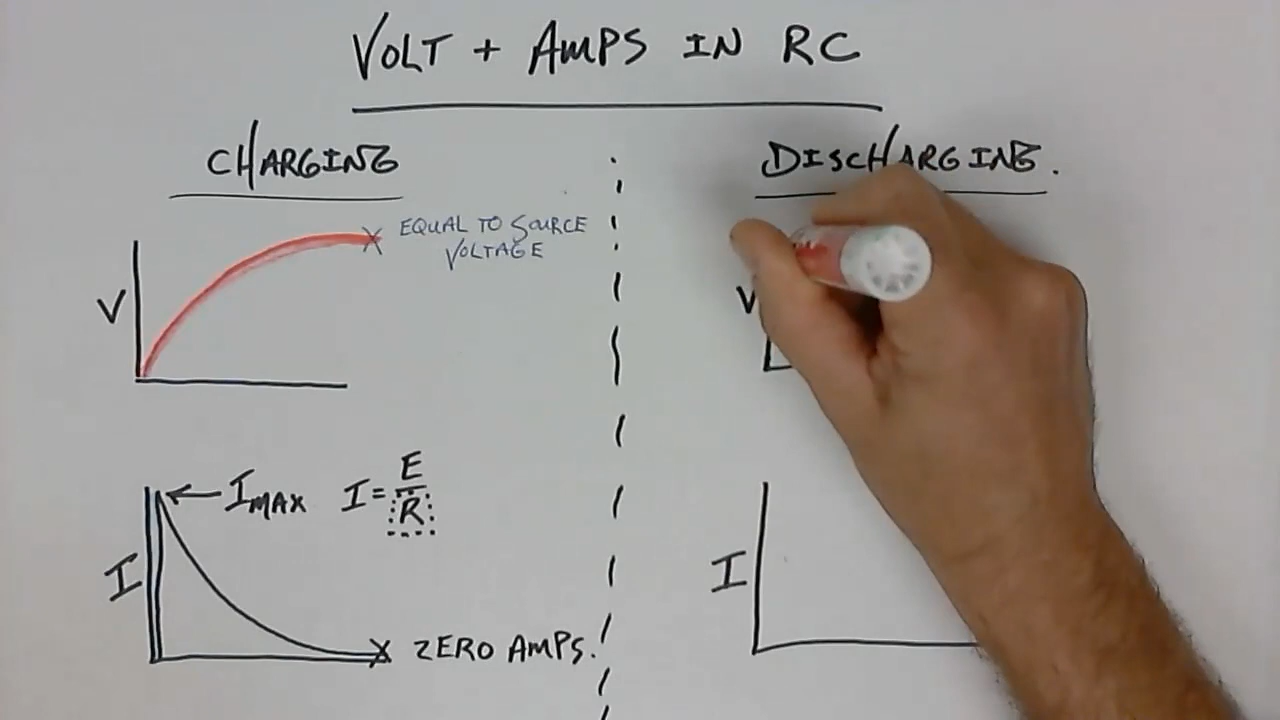 VOLT + AMPS IN RC
CHARGING
EQUAL TO SOURCE
VOLTAGE
V
I MAX I = E/R
I
ZERO AMPS.
DISCHARGING.
V
I